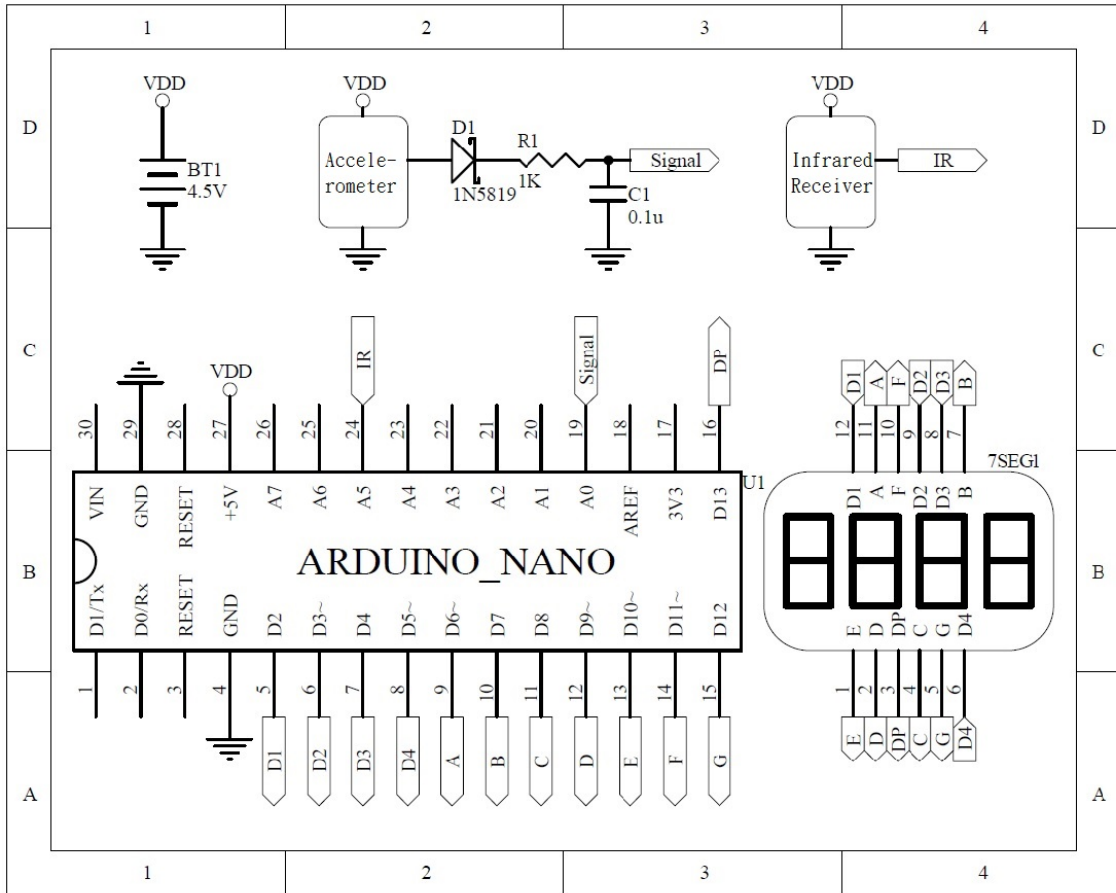 1 2 3 4
D D
VDD
BT1
4.5V
VDD
Accele-
rometer
D1
1N5819
R1
1K
Signal
C1
0.1u
VDD
Infrared
Receiver
IR
C C
VDD
IR
Signal
DP
30 29 28 27 26 25 24 23 22 21 20 19 18 17 16
VIN GND RESET +5V A7 A6 A5 A4 A3 A2 A1 A0 AREF 3V3 D13
U1
ARDUINO_NANO
D1/Tx D0/Rx RESET GND D2 D3~ D4 D5~ D6~ D7 D8 D9~ D10~ D11~ D12
1 2 3 4 5 6 7 8 9 10 11 12 13 14 15
D1 D2 D3 D4 A B C D E F G
D1 A F D2 D3 B
12 11 10 9 8 7
7SEG1
D1 A F D2 D3 B
8 8 8 8
E D DP C G D4
1 2 3 4 5 6
E D DP C G D4
B B
A A
1 2 3 4